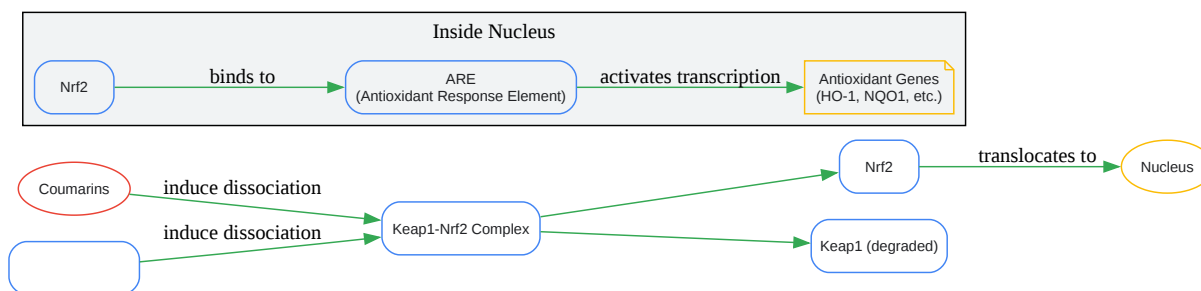 Inside Nucleus
Nrf2
binds to
ARE
(Antioxidant Response Element)
activates transcription
Antioxidant Genes
(HO-1, NQO1, etc.)
Coumarins
induce dissociation
induce dissociation
Keap1-Nrf2 Complex
Nrf2
translocates to
Nucleus
Keap1 (degraded)